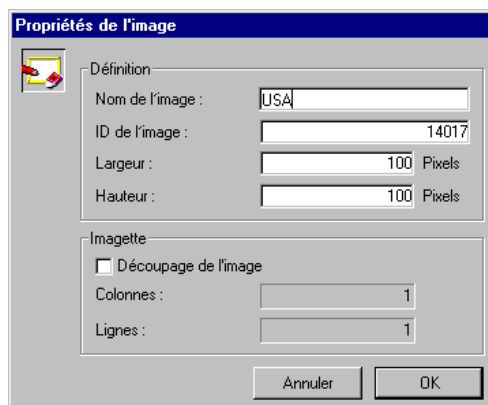 Propriétés de l'image
Définition
Nom de l'image : USA
ID de l'image : 14017
Largeur : 100 Pixels
Hauteur : 100 Pixels
Imagette
Découpage de l'image
Colonnes : 1
Lignes : 1
Annuler OK